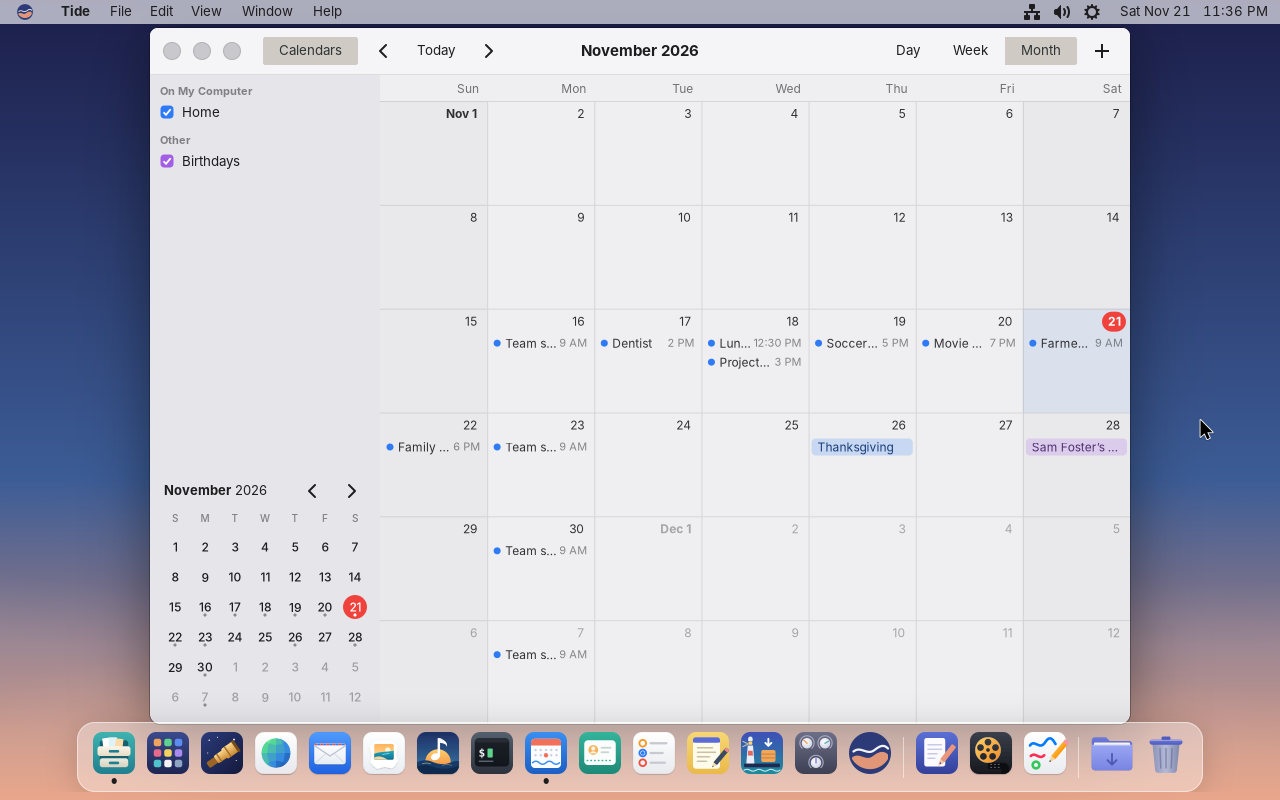 Tide File Edit View Window Help Sat Nov 21 11:36 PM
Calendars Today November 2026 Day Week Month
On My Computer
Home
Other
Birthdays
Sun Mon Tue Wed Thu Fri Sat
Nov 1 2 3 4 5 6 7
8 9 10 11 12 13 14
15 16 17 18 19 20 21
Team s... 9 AM Dentist 2 PM Lun... 12:30 PM Soccer... 5 PM Movie ... 7 PM Farme... 9 AM
Project... 3 PM
22 23 24 25 26 27 28
Family ... 6 PM Team s... 9 AM Thanksgiving Sam Foster's ...
29 30 Dec 1 2 3 4 5
Team s... 9 AM
6 7 8 9 10 11 12
Team s... 9 AM
November 2026
S M T W T F S
1 2 3 4 5 6 7
8 9 10 11 12 13 14
15 16 17 18 19 20 21
22 23 24 25 26 27 28
29 30 1 2 3 4 5
6 7 8 9 10 11 12
$